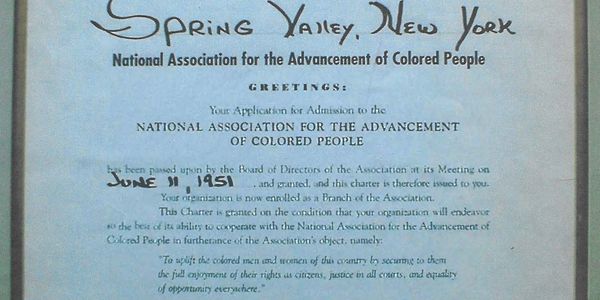 SPRING VALLEY, NEW YORK
National Association for the Advancement of Colored People
GREETINGS:
Your Application for Admission to the
NATIONAL ASSOCIATION FOR THE ADVANCEMENT
OF COLORED PEOPLE
has been passed upon by the Board of Directors of the Association at its Meeting on
JUNE 11, 1951, and granted, and this charter is therefore issued to you.
Your organization is now enrolled as a Branch of the Association.
This Charter is granted on the condition that your organization will endeavor
to the best of its ability to cooperate with the National Association for the Advancement of
Colored People in furtherance of the Association's object, namely:
"To uplift the colored men and women of this country by securing to them
the full enjoyment of their rights as citizens, justice in all courts, and equality
of opportunity everywhere."